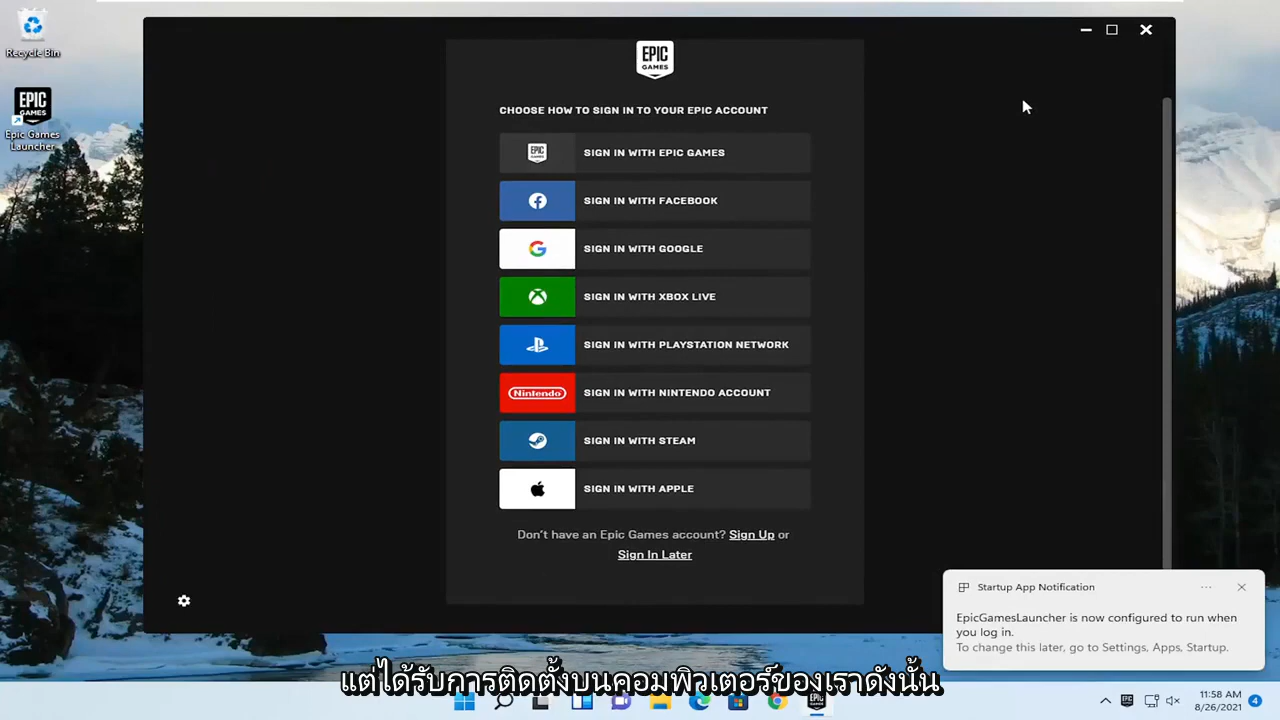 Recycle Bin
EPIC
GAMES
Epic Games
Launcher
EPIC
GAMES
CHOOSE HOW TO SIGN IN TO YOUR EPIC ACCOUNT
SIGN IN WITH EPIC GAMES
SIGN IN WITH FACEBOOK
SIGN IN WITH GOOGLE
SIGN IN WITH XBOX LIVE
SIGN IN WITH PLAYSTATION NETWORK
Nintendo
SIGN IN WITH NINTENDO ACCOUNT
SIGN IN WITH STEAM
SIGN IN WITH APPLE
Don't have an Epic Games account? Sign Up or
Sign In Later
Startup App Notification
EpicGamesLauncher is now configured to run when
you log in.
To change this later, go to Settings, Apps, Startup.
แต่ได้รับการติดตั้งบนคอมพิวเตอร์ของเราดังนั้น
11:58 AM
8/26/2021
4